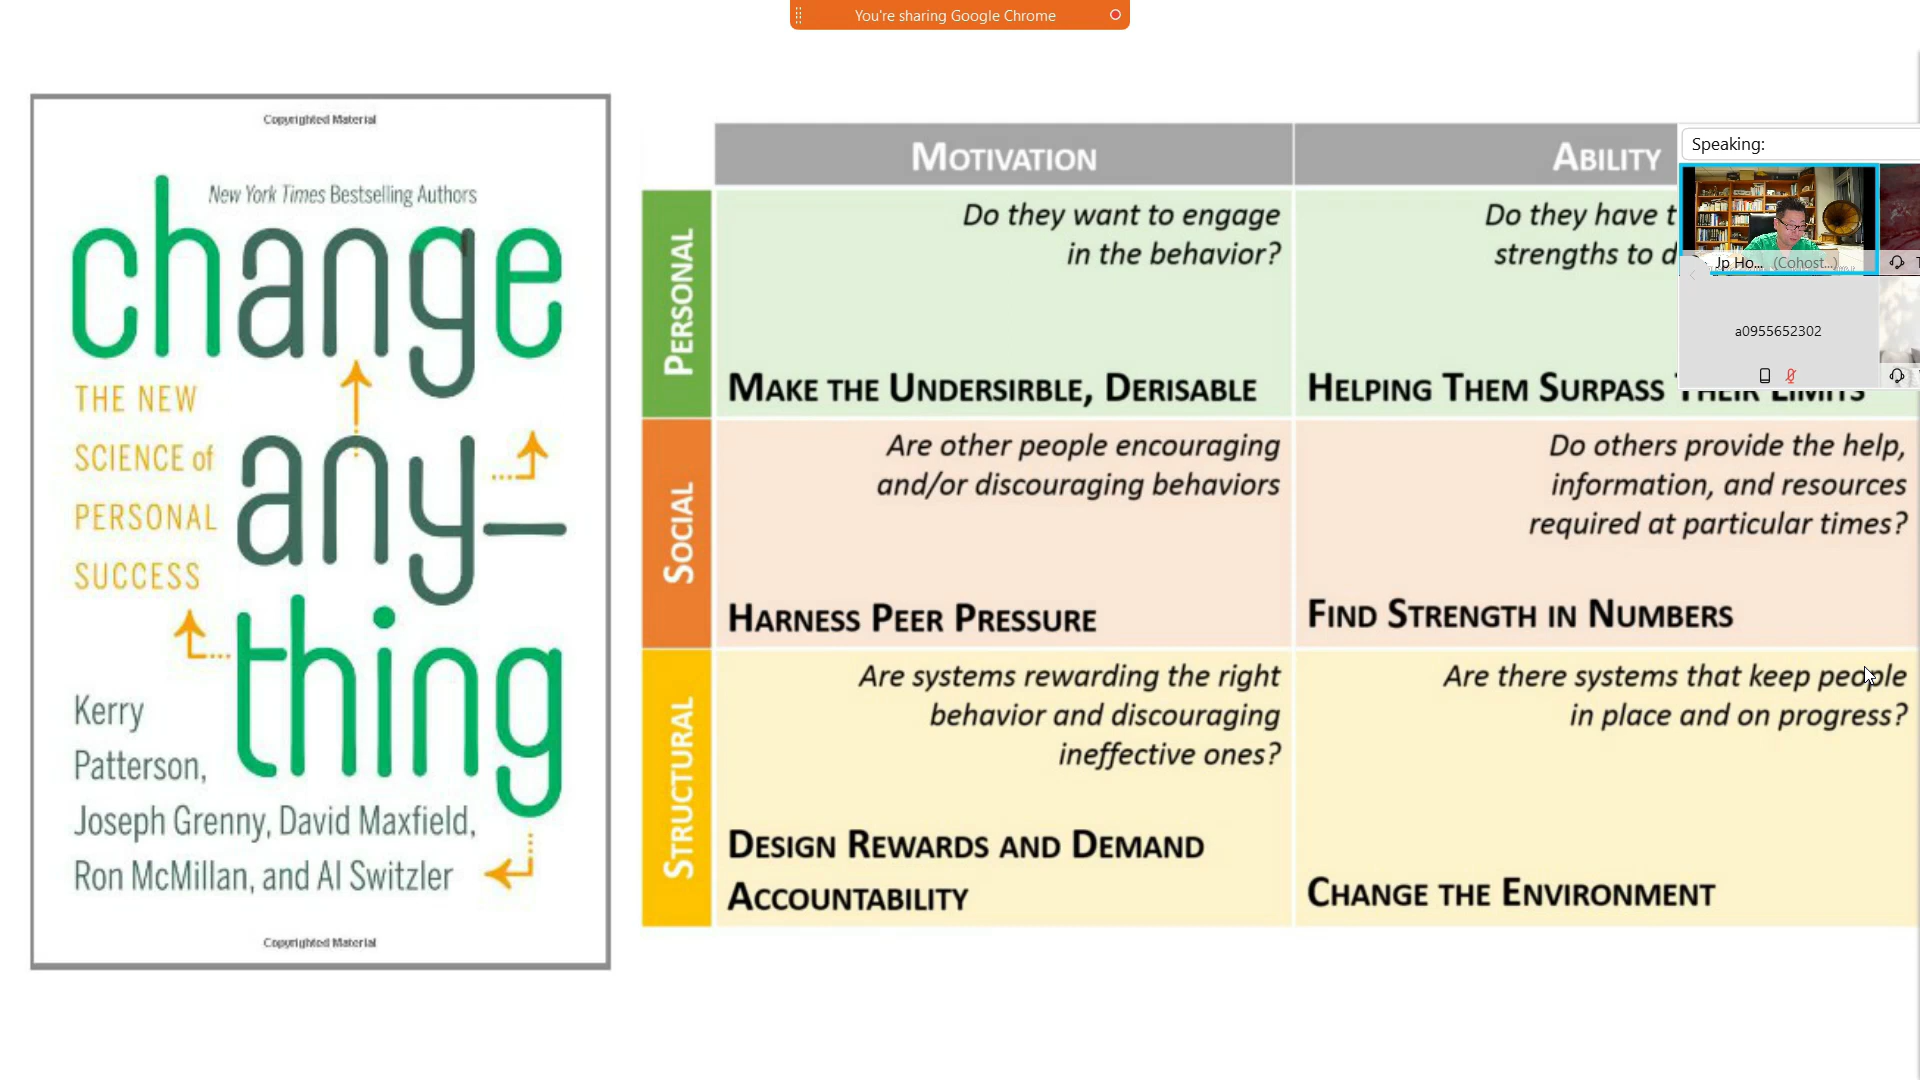 You're sharing Google Chrome
Copyrighted Material
New York Times Bestselling Authors
change
any–
thing
THE NEW
SCIENCE of
PERSONAL
SUCCESS
Kerry
Patterson,
Joseph Grenny, David Maxfield,
Ron McMillan, and Al Switzler
Copyrighted Material
MOTIVATION
ABILITY
PERSONAL
Do they want to engage
in the behavior?
MAKE THE UNDERSIRBLE, DERISABLE
Do they have t
strengths to d
HELPING THEM SURPASS THEIR LIMITS
SOCIAL
Are other people encouraging
and/or discouraging behaviors
HARNESS PEER PRESSURE
Do others provide the help,
information, and resources
required at particular times?
FIND STRENGTH IN NUMBERS
STRUCTURAL
Are systems rewarding the right
behavior and discouraging
ineffective ones?
DESIGN REWARDS AND DEMAND
ACCOUNTABILITY
Are there systems that keep people
in place and on progress?
CHANGE THE ENVIRONMENT
Speaking:
Jp Ho... (Cohost...)
a0955652302